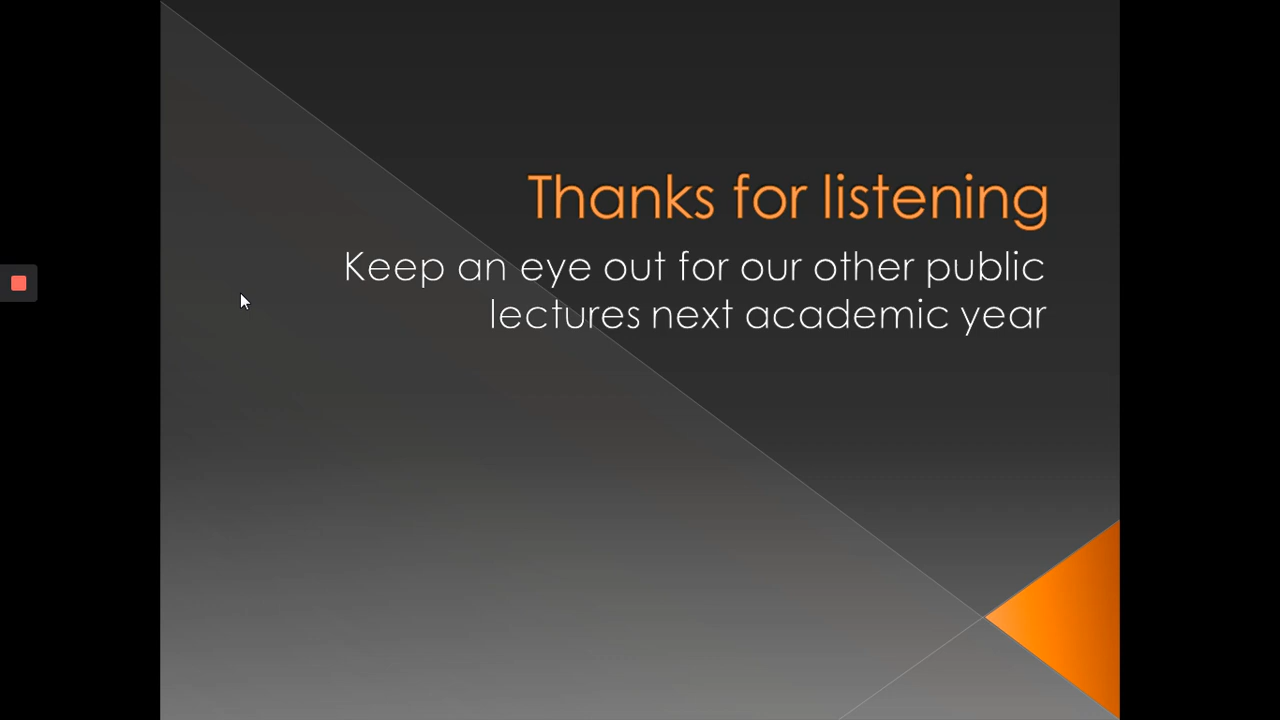 Thanks for listening
Keep an eye out for our other public
lectures next academic year